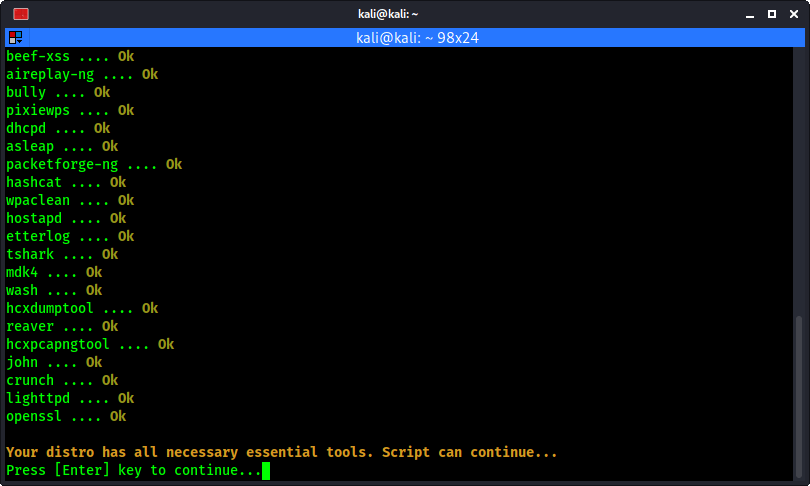 kali@kali: ~
kali@kali: ~ 98x24
beef-xss .... Ok
aireplay-ng .... Ok
bully .... Ok
pixiewps .... Ok
dhcpd .... Ok
asleap .... Ok
packetforge-ng .... Ok
hashcat .... Ok
wpaclean .... Ok
hostapd .... Ok
etterlog .... Ok
tshark .... Ok
mdk4 .... Ok
wash .... Ok
hcxdumptool .... Ok
reaver .... Ok
hcxpcapngtool .... Ok
john .... Ok
crunch .... Ok
lighttpd .... Ok
openssl .... Ok
Your distro has all necessary essential tools. Script can continue...
Press [Enter] key to continue...